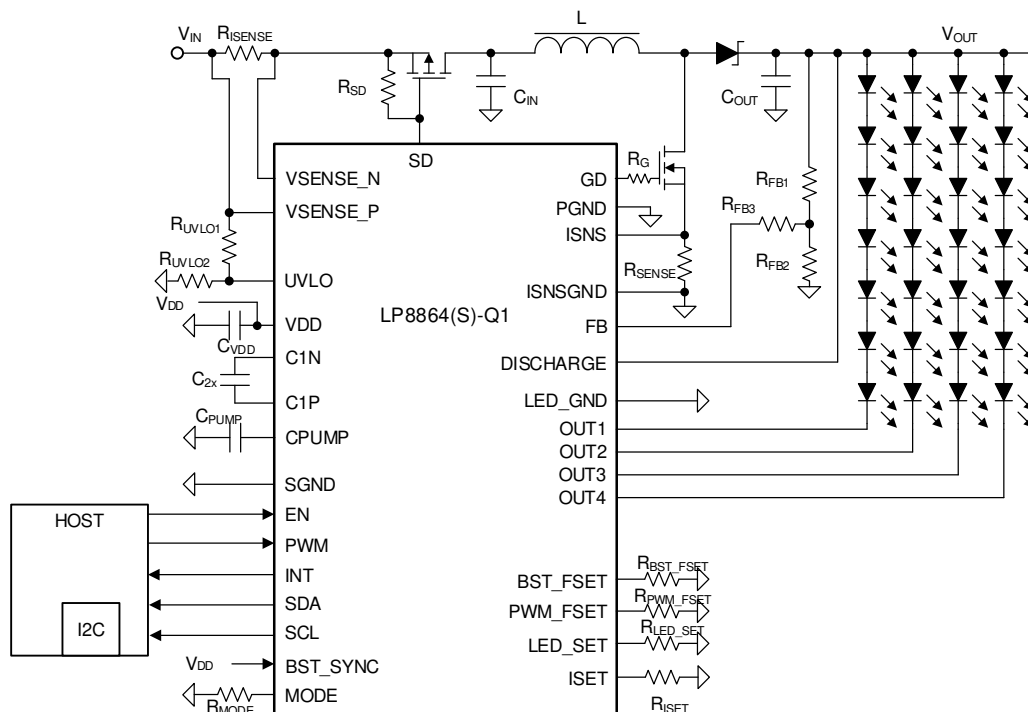 VIN
RISENSE
L
VOUT
RSD
CIN
COUT
SD
VSENSE_N
VSENSE_P
RUVLO1
RUVLO2
UVLO
VDD
VDD
CVDD
C1N
C2x
C1P
CPUMP
CPUMP
SGND
HOST
I2C
EN
PWM
INT
SDA
SCL
VDD
BST_SYNC
MODE
RMODE
LP8864(S)-Q1
GD
RG
PGND
ISNS
RSENSE
ISNSGND
FB
RFB1
RFB3
RFB2
DISCHARGE
LED_GND
OUT1
OUT2
OUT3
OUT4
BST_FSET
RBST_FSET
PWM_FSET
RPWM_FSET
LED_SET
RLED_SET
ISET
RISET